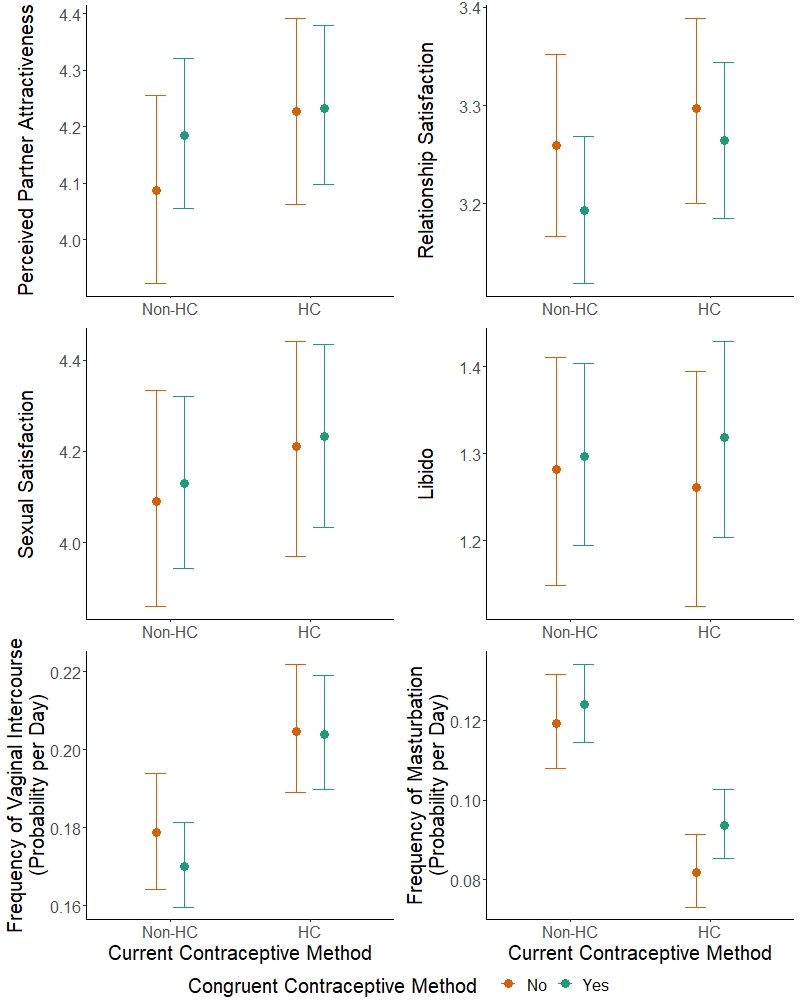 Perceived Partner Attractiveness
4.4
4.3
4.2
4.1
4.0
Non-HC
HC
Relationship Satisfaction
3.4
3.3
3.2
Non-HC
HC
Sexual Satisfaction
4.4
4.2
4.0
Non-HC
HC
Libido
1.4
1.3
1.2
Non-HC
HC
Frequency of Vaginal Intercourse
(Probability per Day)
0.22
0.20
0.18
0.16
Non-HC
HC
Current Contraceptive Method
Frequency of Masturbation
(Probability per Day)
0.12
0.10
0.08
Non-HC
HC
Current Contraceptive Method
Congruent Contraceptive Method No Yes